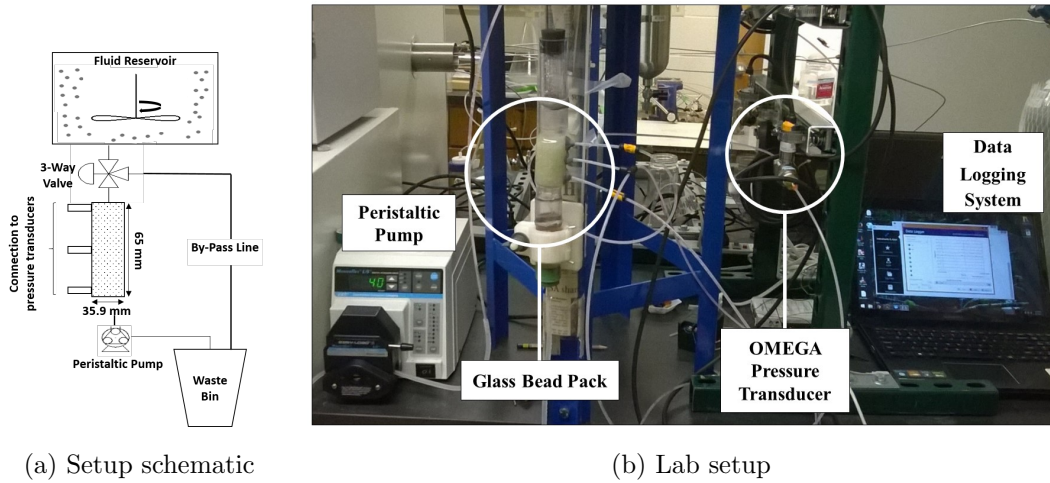 Fluid Reservoir
3-Way
Valve
Connection to
pressure transducers
65 mm
By-Pass Line
35.9 mm
Peristaltic Pump
Waste
Bin
(a) Setup schematic
Peristaltic
Pump
40
Glass Bead Pack
OMEGA
Pressure
Transducer
Data
Logging
System
(b) Lab setup